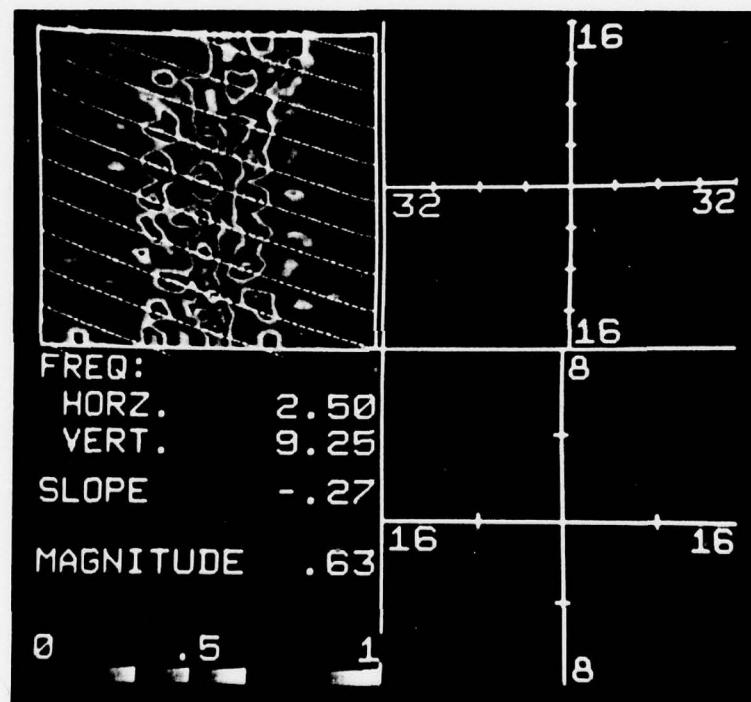 16
32 32
16
FREQ:
HORZ. 2.50
VERT. 9.25
SLOPE -.27
MAGNITUDE .63
0 .5 1
8
16 16
8